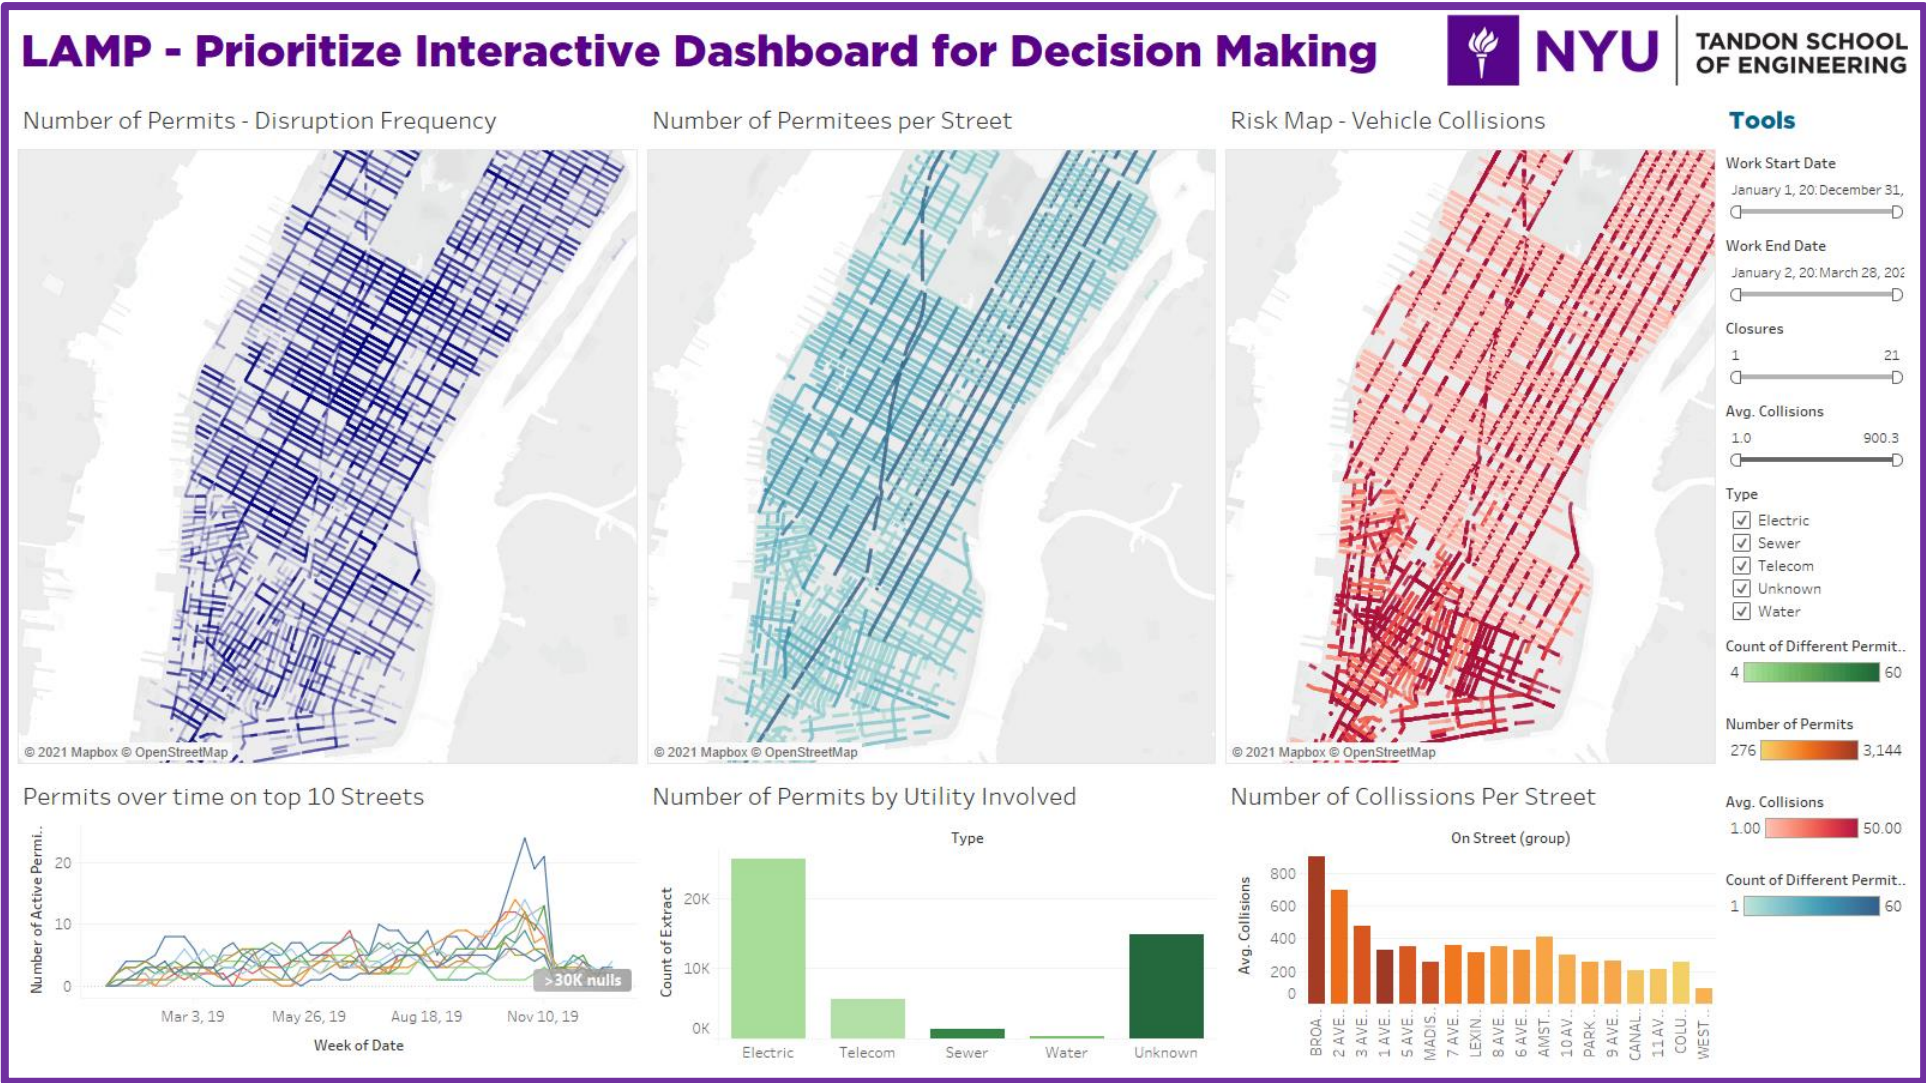 LAMP - Prioritize Interactive Dashboard for Decision Making
NYU
TANDON SCHOOL
OF ENGINEERING
Number of Permits - Disruption Frequency
Number of Permitees per Street
Risk Map - Vehicle Collisions
Tools
Work Start Date
January 1, 20: December 31,
Work End Date
January 2, 20: March 28, 202
Closures
1 21
Avg. Collisions
1.0 900.3
Type
Electric
Sewer
Telecom
Unknown
Water
Count of Different Permit..
4 60
Number of Permits
276 3,144
Avg. Collisions
1.00 50.00
Count of Different Permit..
1 60
© 2021 Mapbox © OpenStreetMap
© 2021 Mapbox © OpenStreetMap
© 2021 Mapbox © OpenStreetMap
Permits over time on top 10 Streets
Number of Active Permi..
20
10
0
>30K nulls
Mar 3, 19 May 26, 19 Aug 18, 19 Nov 10, 19
Week of Date
Number of Permits by Utility Involved
Type
Count of Extract
20K
10K
0K
Electric Telecom Sewer Water Unknown
Number of Collissions Per Street
On Street (group)
Avg. Collisions
800
600
400
200
0
BROA..
2 AVE..
3 AVE..
1 AVE..
5 AVE..
MADIS..
7 AVE..
LEXIN..
8 AVE..
6 AVE..
AMST..
10 AV..
PARK ..
9 AVE..
CANAL..
11 AV..
COLU..
WEST ..